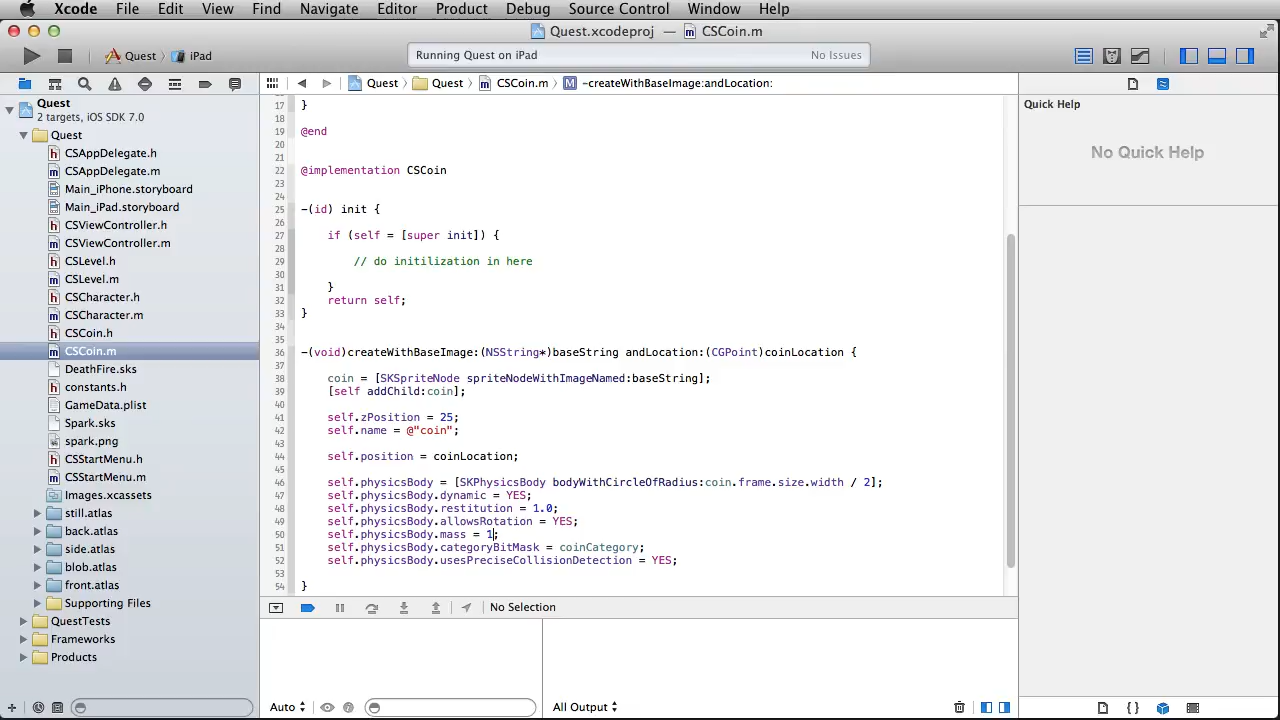 Xcode File Edit View Find Navigate Editor Product Debug Source Control Window Help
Quest.xcodeproj — CSCoin.m
Quest iPad
Running Quest on iPad No Issues
Quest Quest CSCoin.m M -createWithBaseImage:andLocation:
Quest
2 targets, iOS SDK 7.0
Quest
CSAppDelegate.h
CSAppDelegate.m
Main_iPhone.storyboard
Main_iPad.storyboard
CSViewController.h
CSViewController.m
CSLevel.h
CSLevel.m
CSCharacter.h
CSCharacter.m
CSCoin.h
CSCoin.m
DeathFire.sks
constants.h
GameData.plist
Spark.sks
spark.png
CSStartMenu.h
CSStartMenu.m
Images.xcassets
still.atlas
back.atlas
side.atlas
blob.atlas
front.atlas
Supporting Files
QuestTests
Frameworks
Products
17 }
18
19 @end
20
21
22 @implementation CSCoin
23
24
25 -(id) init {
26
27 if (self = [super init]) {
28
29 // do initilization in here
30
31 }
32 return self;
33 }
34
35
36 -(void)createWithBaseImage:(NSString*)baseString andLocation:(CGPoint)coinLocation {
37
38 coin = [SKSpriteNode spriteNodeWithImageNamed:baseString];
39 [self addChild:coin];
40
41 self.zPosition = 25;
42 self.name = @"coin";
43
44 self.position = coinLocation;
45
46 self.physicsBody = [SKPhysicsBody bodyWithCircleOfRadius:coin.frame.size.width / 2];
47 self.physicsBody.dynamic = YES;
48 self.physicsBody.restitution = 1.0;
49 self.physicsBody.allowsRotation = YES;
50 self.physicsBody.mass = 1;
51 self.physicsBody.categoryBitMask = coinCategory;
52 self.physicsBody.usesPreciseCollisionDetection = YES;
53
54 }
No Selection
Auto
All Output
Quick Help
No Quick Help